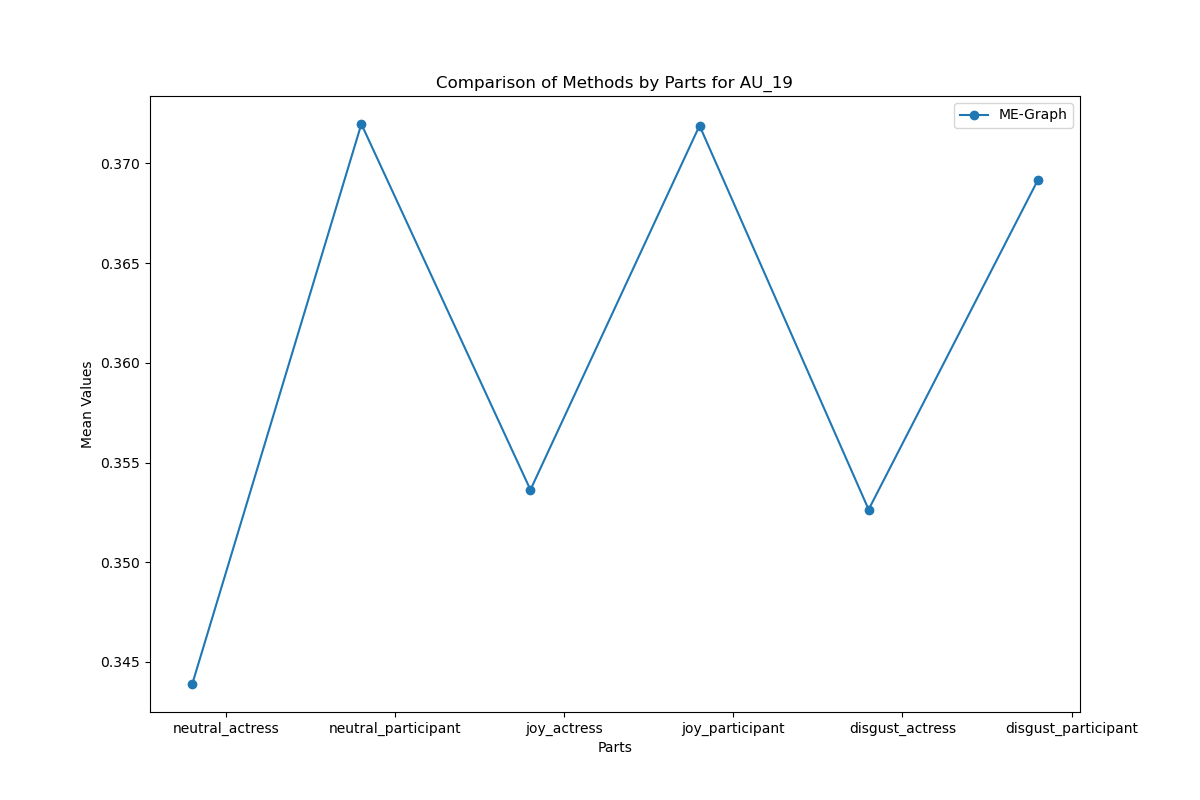 Comparison of Methods by Parts for AU_19
ME-Graph
0.370
0.365
0.360
0.355
0.350
0.345
Mean Values
neutral_actress
neutral_participant
joy_actress
joy_participant
disgust_actress
disgust_participant
Parts